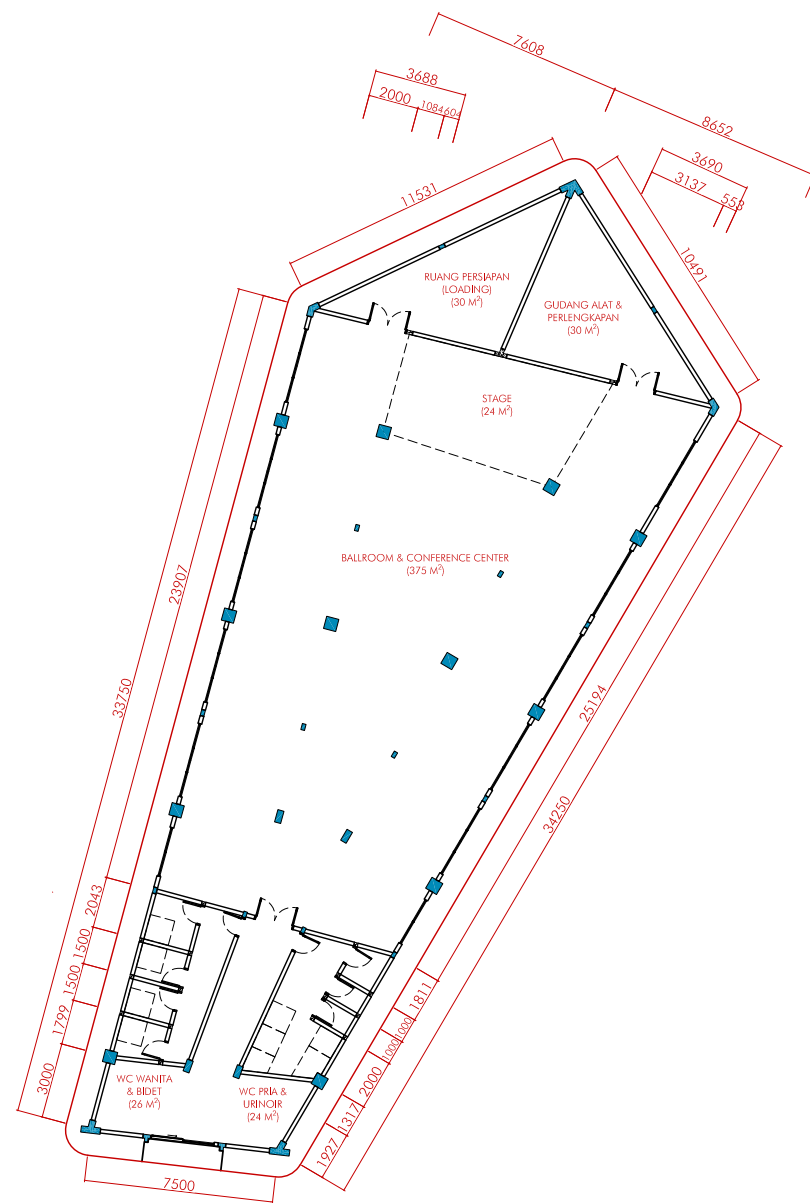 7608
8652
3688
2000
1084
604
3690
3137
553
11531
10491
RUANG PERSIAPAN
(LOADING)
(30 M²)
GUDANG ALAT &
PERLENGKAPAN
(30 M²)
STAGE
(24 M²)
BALLROOM & CONFERENCE CENTER
(375 M²)
23907
33750
25194
34250
2043
1500
1500
1799
3000
1811
1000
1000
2000
1317
1927
WC WANITA
& BIDET
(26 M²)
WC PRIA &
URINOIR
(24 M²)
7500